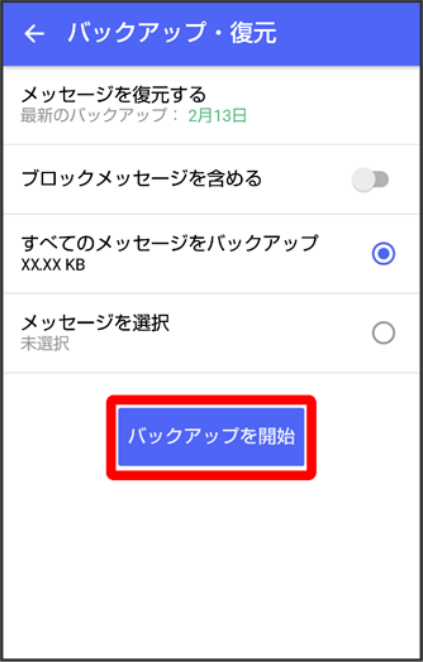 バックアップ・復元
メッセージを復元する
最新のバックアップ： 2月13日
ブロックメッセージを含める
すべてのメッセージをバックアップ
XX.XX KB
メッセージを選択
未選択
バックアップを開始